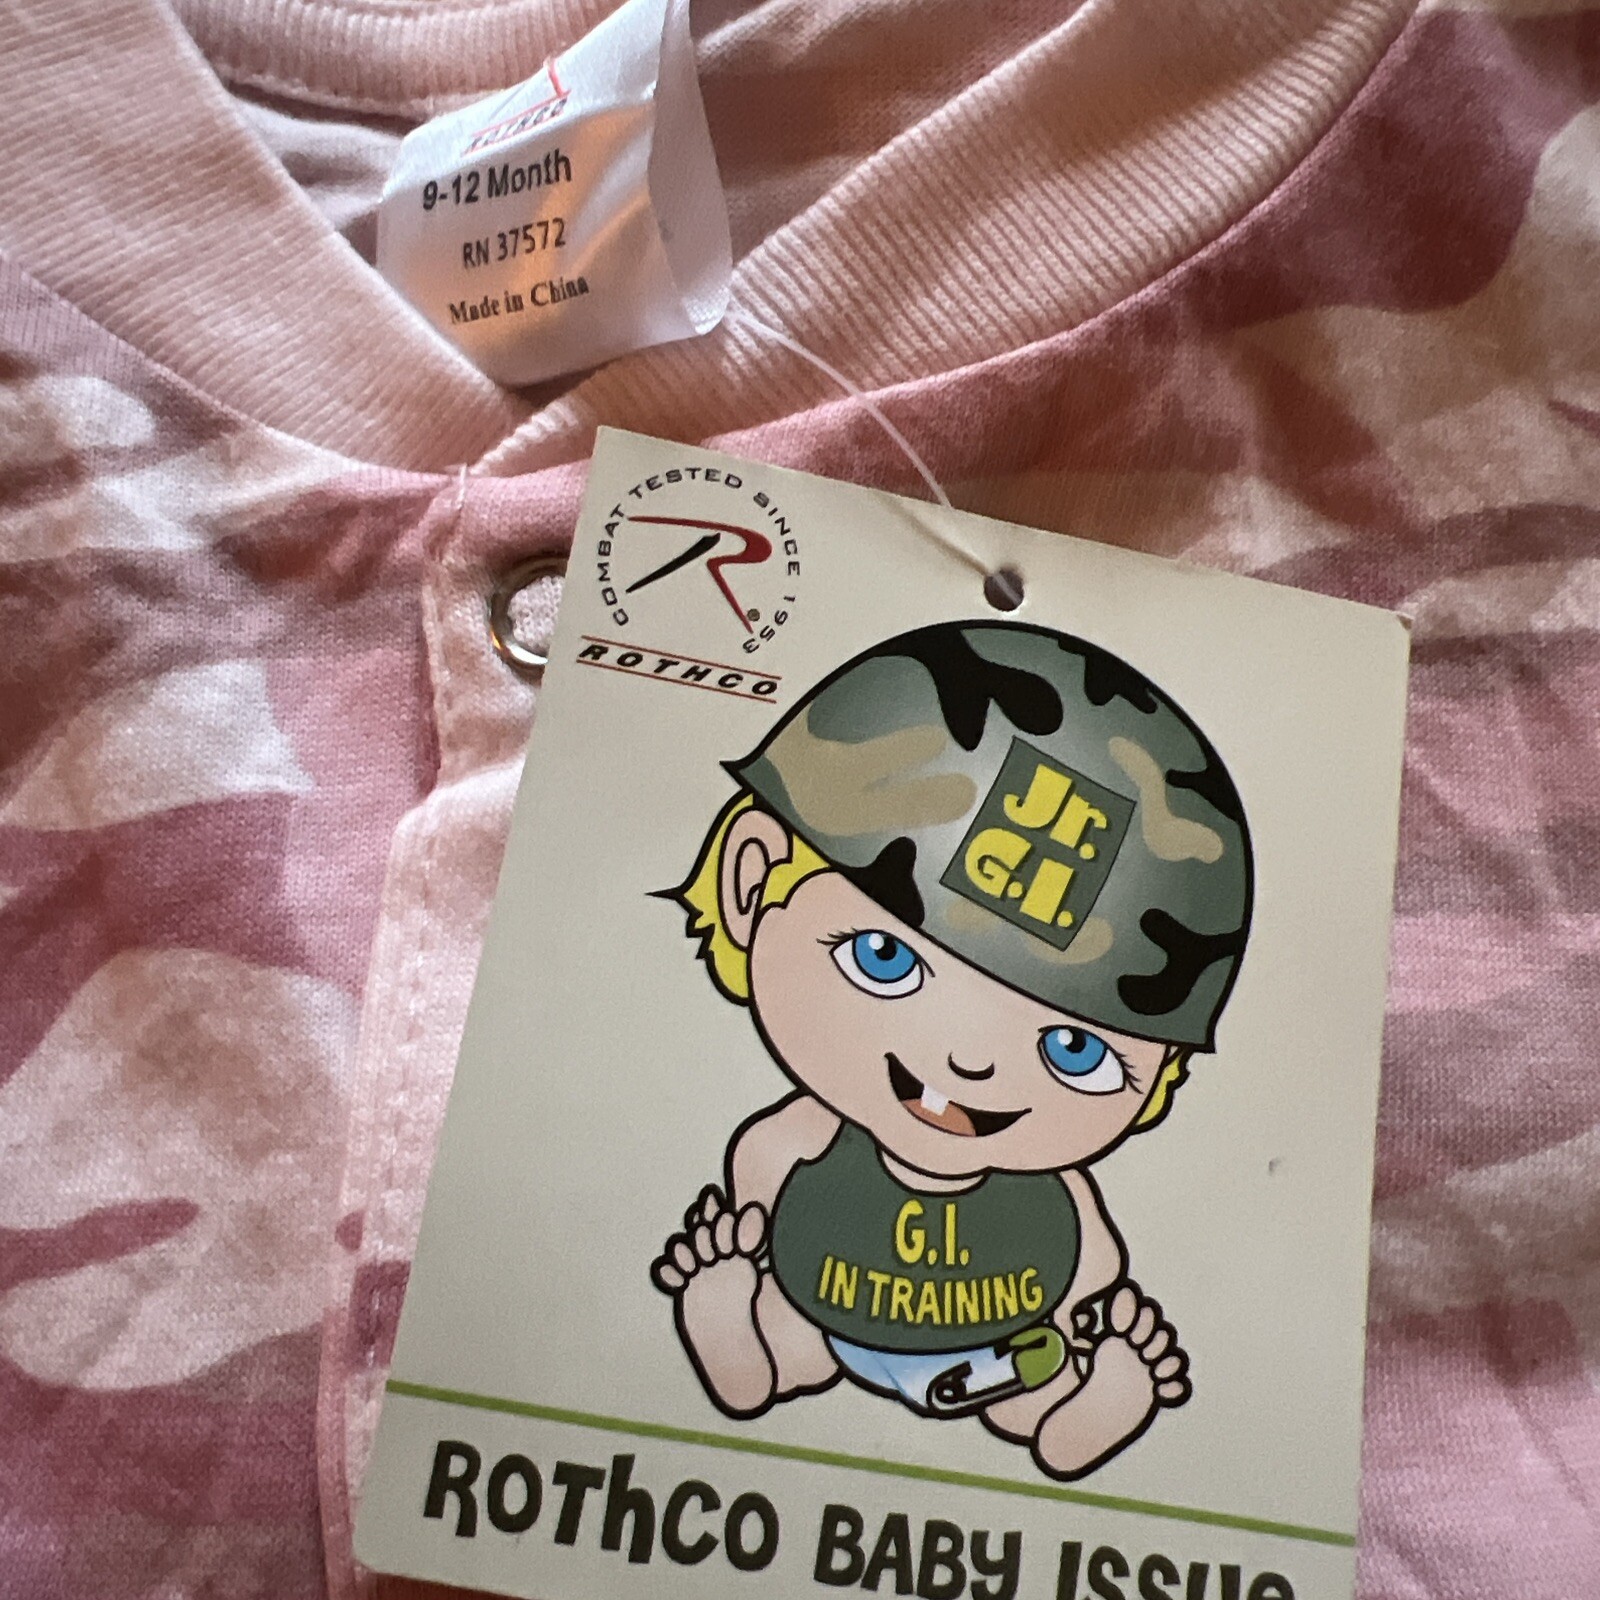 ROTHCO
9-12 Month
RN 37572
Made in China
COMBAT TESTED SINCE 1953
R®
ROTHCO
Jr.
G.I.
G.I.
IN TRAINING
ROThCO BABY ISSUe